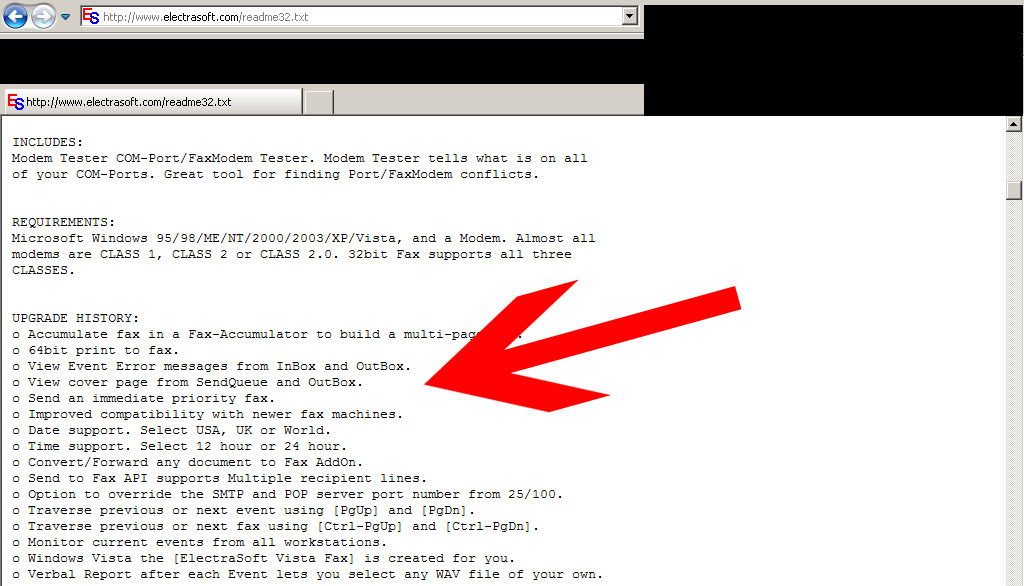 ES http://www.electrasoft.com/readme32.txt
ES http://www.electrasoft.com/readme32.txt
INCLUDES:
Modem Tester COM-Port/FaxModem Tester. Modem Tester tells what is on all
of your COM-Ports. Great tool for finding Port/FaxModem conflicts.
REQUIREMENTS:
Microsoft Windows 95/98/ME/NT/2000/2003/XP/Vista, and a Modem. Almost all
modems are CLASS 1, CLASS 2 or CLASS 2.0. 32bit Fax supports all three
CLASSES.
UPGRADE HISTORY:
o Accumulate fax in a Fax-Accumulator to build a
o 64bit print to fax.
o View Event Error messages from InBox and OutBox.
o View cover page from SendQueue and OutBox.
o Send an immediate priority fax.
o Improved compatibility with newer fax machines.
o Date support. Select USA, UK or World.
o Time support. Select 12 hour or 24 hour.
o Convert/Forward any document to Fax AddOn.
o Send to Fax API supports Multiple recipient lines.
o Option to override the SMTP and POP server port number from 25/100.
o Traverse previous or next event using [PgUp] and [PgDn].
o Traverse previous or next fax using [Ctrl-PgUp] and [Ctrl-PgDn].
o Monitor current events from all workstations.
o Windows Vista the [ElectraSoft Vista Fax] is created for you.
o Verbal Report after each Event lets you select any WAV file of your own.